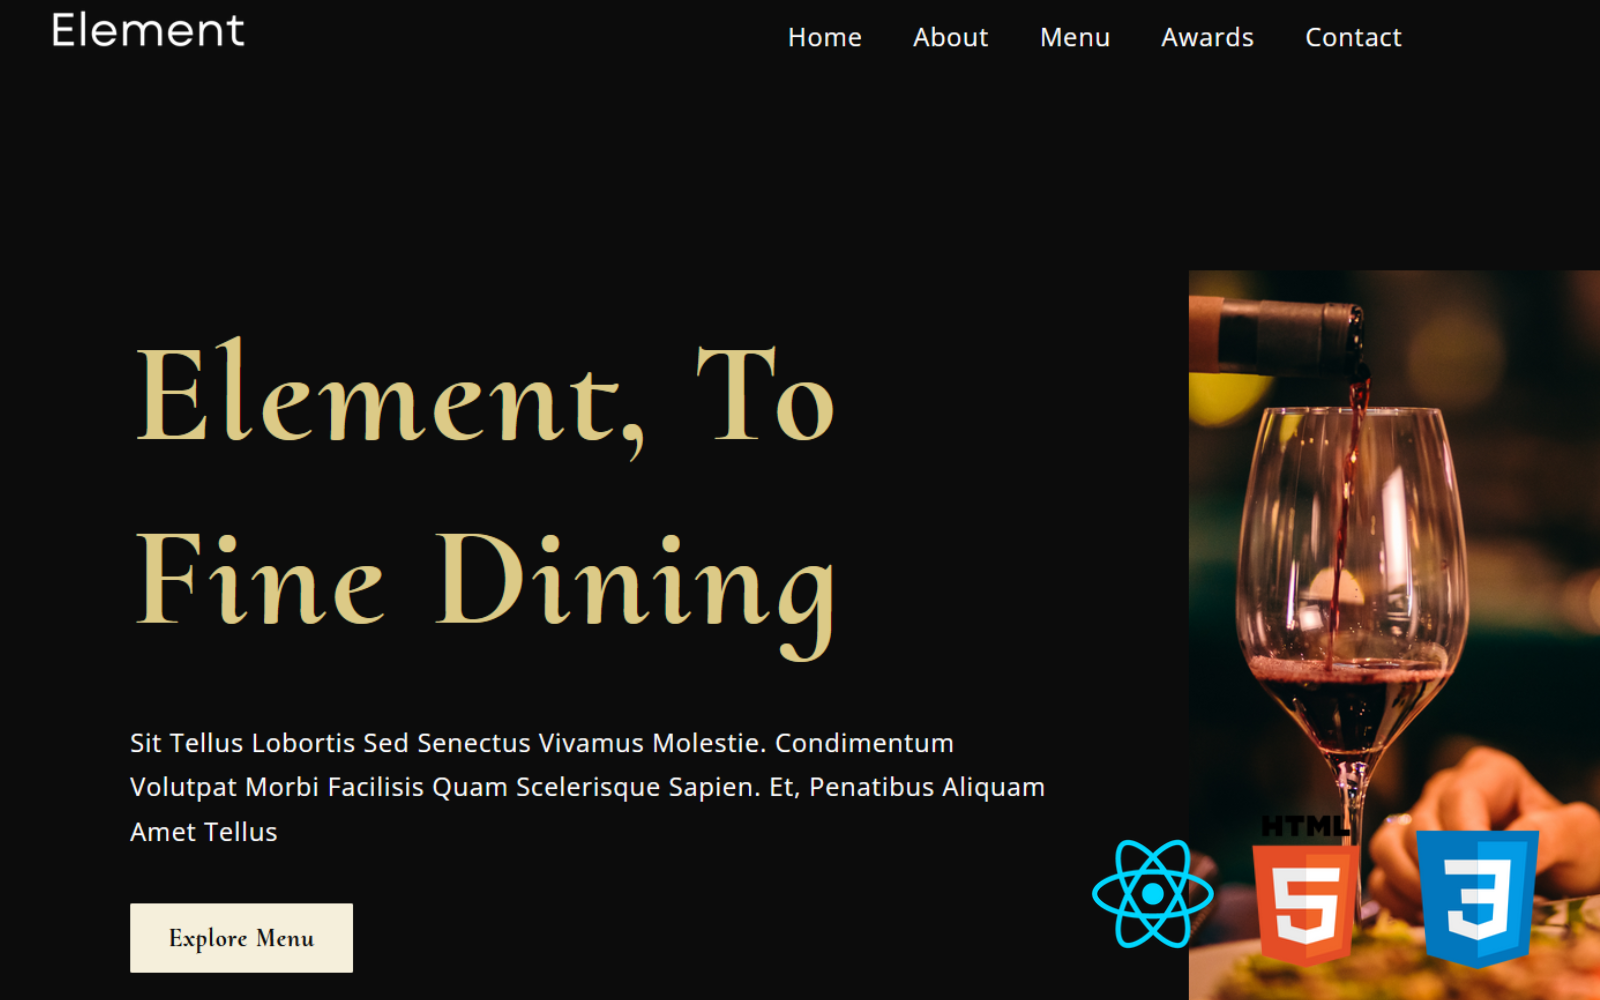 Element
Home About Menu Awards Contact
Element, To
Fine Dining
Sit Tellus Lobortis Sed Senectus Vivamus Molestie. Condimentum
Volutpat Morbi Facilisis Quam Scelerisque Sapien. Et, Penatibus Aliquam
Amet Tellus
Explore Menu
HTML
5
3